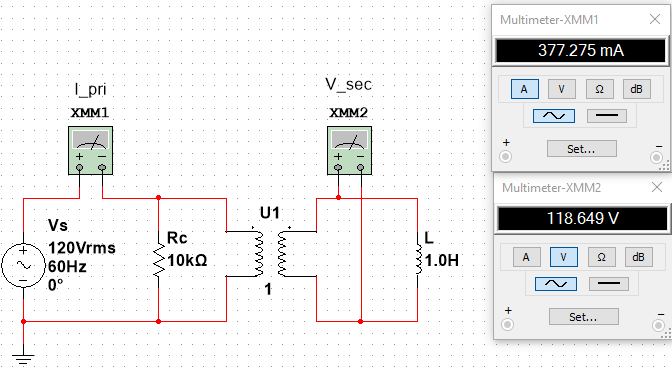 I_pri
XMM1
+ −
V_sec
XMM2
+ −
Vs
120Vrms
60Hz
0°
Rc
10kΩ
U1
1
L
1.0H
Multimeter-XMM1
377.275 mA
A V Ω dB
+ −
Set...
Multimeter-XMM2
118.649 V
A V Ω dB
+ −
Set...